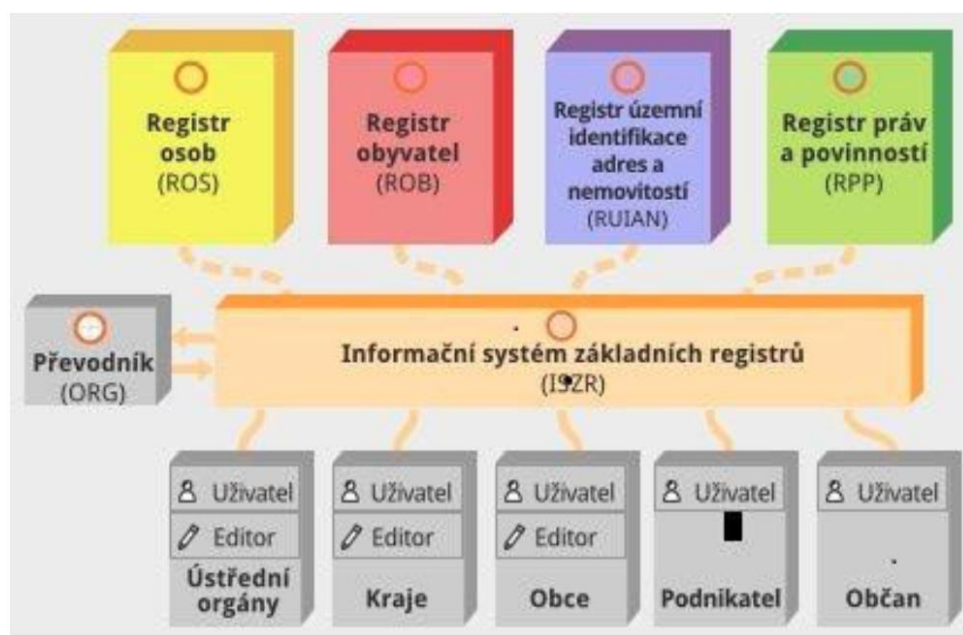 Registr
osob
(ROS)
Registr
obyvatel
(ROB)
Registr územní
identifikace
adres a
nemovitostí
(RUIAN)
Registr práv
a povinností
(RPP)
Převodník
(ORG)
Informační systém základních registrů
(ISZR)
Uživatel
Editor
Ústřední
orgány
Uživatel
Editor
Kraje
Uživatel
Editor
Obce
Uživatel
Podnikatel
Uživatel
Občan